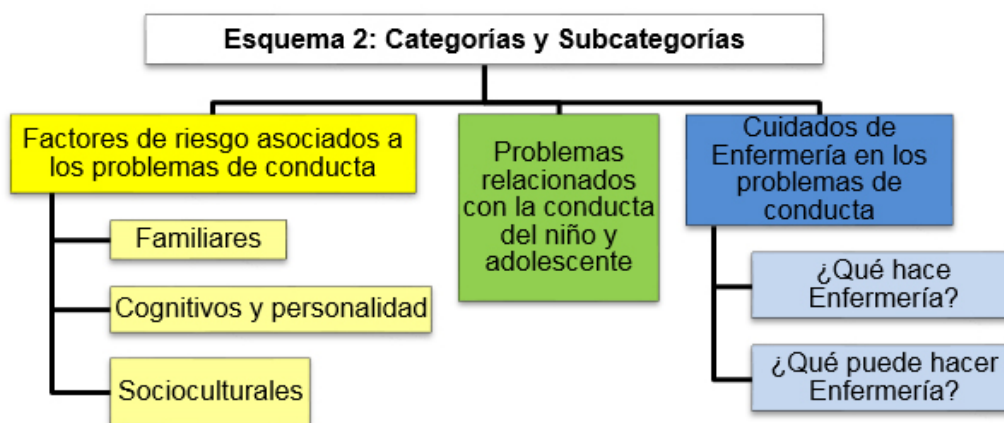 Esquema 2: Categorías y Subcategorías
Factores de riesgo asociados a
los problemas de conducta
Familiares
Cognitivos y personalidad
Socioculturales
Problemas
relacionados
con la conducta
del niño y
adolescente
Cuidados de
Enfermería en los
problemas de
conducta
¿Qué hace
Enfermería?
¿Qué puede hacer
Enfermería?